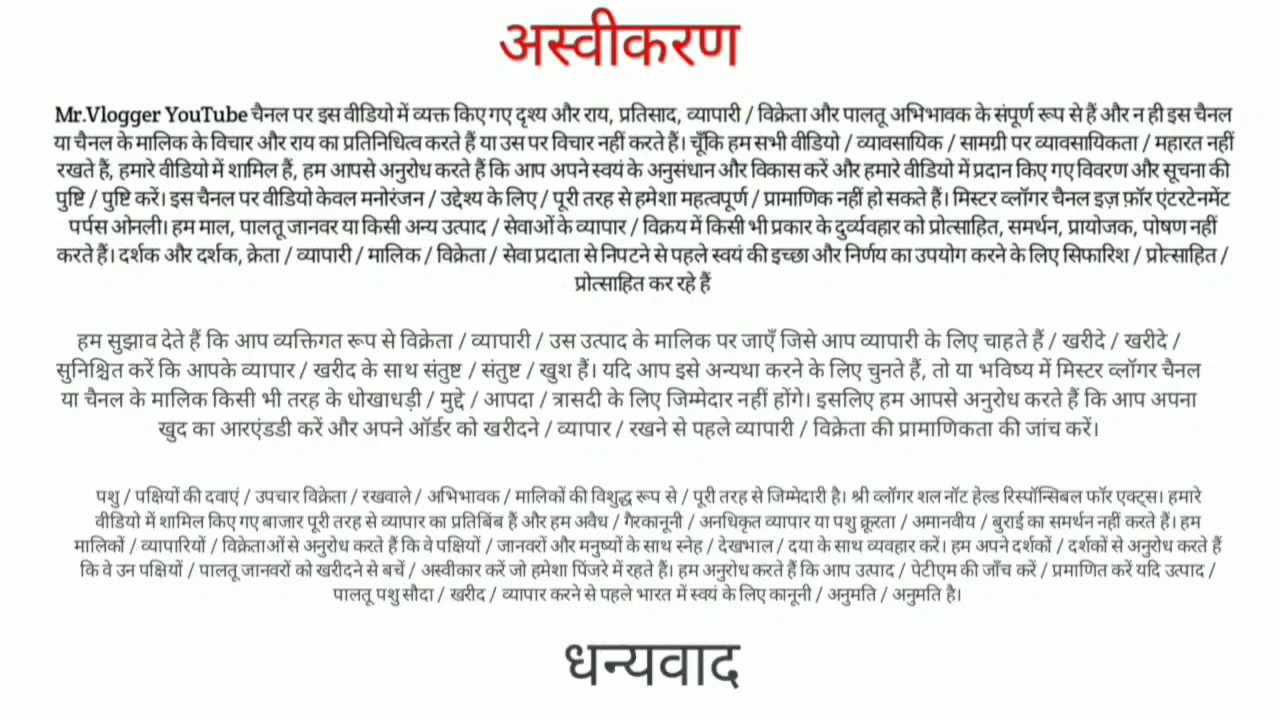 अस्वीकरण
Mr.Vlogger YouTube चैनल पर इस वीडियो में व्यक्त किए गए दृश्य और राय, प्रतिसाद, व्यापारी / विक्रेता और पालतू अभिभावक के संपूर्ण रूप से हैं और न ही इस चैनल
या चैनल के मालिक के विचार और राय का प्रतिनिधित्व करते हैं या उस पर विचार नहीं करते हैं। चूँकि हम सभी वीडियो / व्यावसायिक / सामग्री पर व्यावसायिकता / महारत नहीं
रखते हैं, हमारे वीडियो में शामिल हैं, हम आपसे अनुरोध करते हैं कि आप अपने स्वयं के अनुसंधान और विकास करें और हमारे वीडियो में प्रदान किए गए विवरण और सूचना की
पुष्टि / पुष्टि करें। इस चैनल पर वीडियो केवल मनोरंजन / उद्देश्य के लिए / पूरी तरह से हमेशा महत्वपूर्ण / प्रामाणिक नहीं हो सकते हैं। मिस्टर व्लॉगर चैनल इज़ फ़ॉर एंटरटेनमेंट
पर्पस ओनली। हम माल, पालतू जानवर या किसी अन्य उत्पाद / सेवाओं के व्यापार / विक्रय में किसी भी प्रकार के दुर्व्यवहार को प्रोत्साहित, समर्थन, प्रायोजक, पोषण नहीं
करते हैं। दर्शक और दर्शक, क्रेता / व्यापारी / मालिक / विक्रेता / सेवा प्रदाता से निपटने से पहले स्वयं की इच्छा और निर्णय का उपयोग करने के लिए सिफारिश / प्रोत्साहित /
प्रोत्साहित कर रहे हैं
हम सुझाव देते हैं कि आप व्यक्तिगत रूप से विक्रेता / व्यापारी / उस उत्पाद के मालिक पर जाएँ जिसे आप व्यापारी के लिए चाहते हैं / खरीदे / खरीदे /
सुनिश्चित करें कि आपके व्यापार / खरीद के साथ संतुष्ट / संतुष्ट / खुश हैं। यदि आप इसे अन्यथा करने के लिए चुनते हैं, तो या भविष्य में मिस्टर व्लॉगर चैनल
या चैनल के मालिक किसी भी तरह के धोखाधड़ी / मुद्दे / आपदा / त्रासदी के लिए जिम्मेदार नहीं होंगे। इसलिए हम आपसे अनुरोध करते हैं कि आप अपना
खुद का आरएंडडी करें और अपने ऑर्डर को खरीदने / व्यापार / रखने से पहले व्यापारी / विक्रेता की प्रामाणिकता की जांच करें।
पशु / पक्षियों की दवाएं / उपचार विक्रेता / रखवाले / अभिभावक / मालिकों की विशुद्ध रूप से / पूरी तरह से जिम्मेदारी है। श्री व्लॉगर शल नॉट हेल्ड रिस्पॉन्सिबल फॉर एक्ट्स। हमारे
वीडियो में शामिल किए गए बाजार पूरी तरह से व्यापार का प्रतिबिंब हैं और हम अवैध / गैरकानूनी / अनधिकृत व्यापार या पशु क्रूरता / अमानवीय / बुराई का समर्थन नहीं करते हैं। हम
मालिकों / व्यापारियों / विक्रेताओं से अनुरोध करते हैं कि वे पक्षियों / जानवरों और मनुष्यों के साथ स्नेह / देखभाल / दया के साथ व्यवहार करें। हम अपने दर्शकों / दर्शकों से अनुरोध करते हैं
कि वे उन पक्षियों / पालतू जानवरों को खरीदने से बचें / अस्वीकार करें जो हमेशा पिंजरे में रहते हैं। हम अनुरोध करते हैं कि आप उत्पाद / पेटीएम की जाँच करें / प्रमाणित करें यदि उत्पाद /
पालतू पशु सौदा / खरीद / व्यापार करने से पहले भारत में स्वयं के लिए कानूनी / अनुमति / अनुमति है।
धन्यवाद